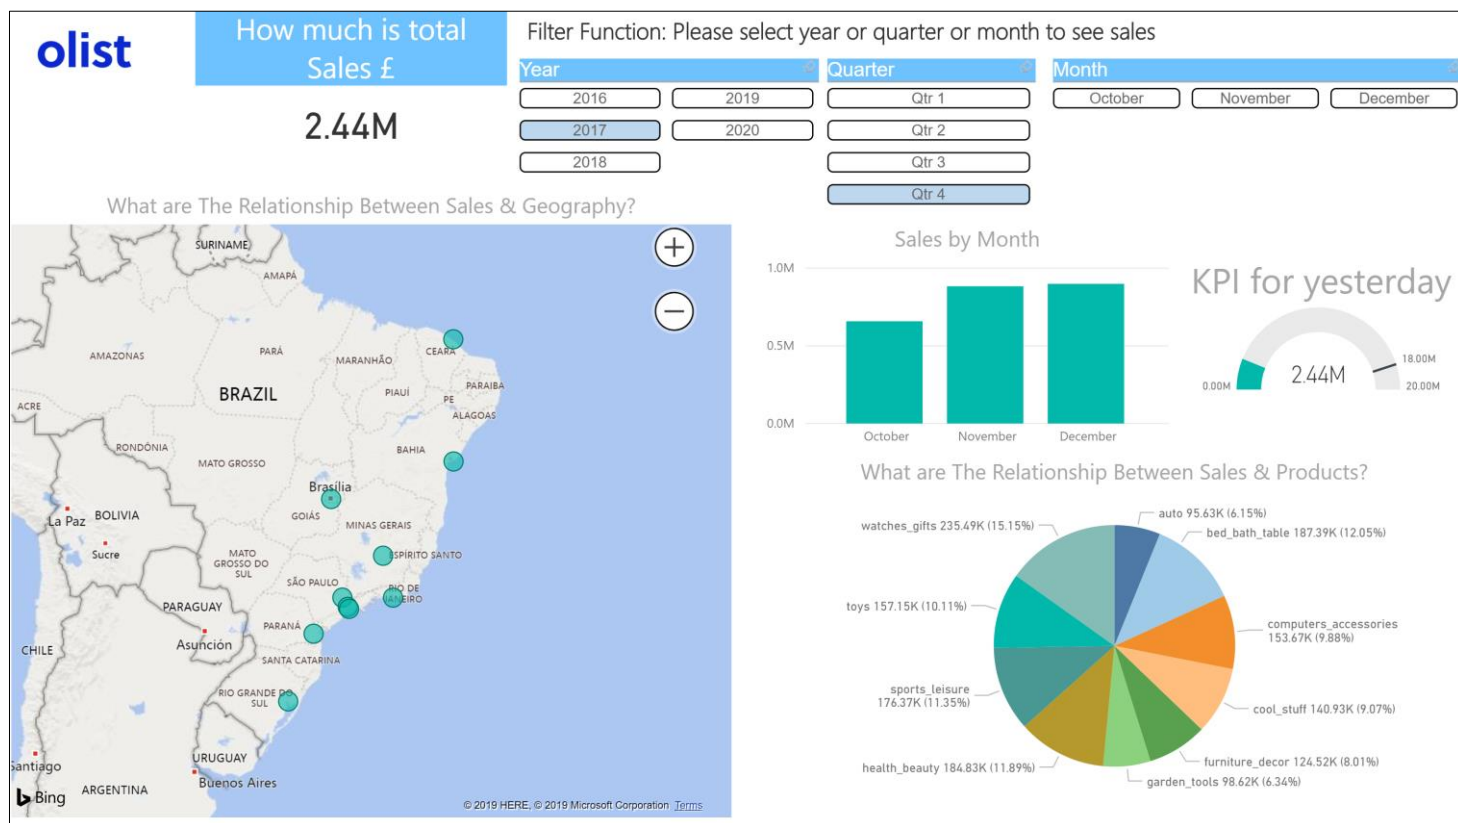 olist
How much is total
Sales £
2.44M
Filter Function: Please select year or quarter or month to see sales
Year
2016
2019
2017
2020
2018
Quarter
Qtr 1
Qtr 2
Qtr 3
Qtr 4
Month
October
November
December
What are The Relationship Between Sales & Geography?
SURINAME
AMAPÁ
AMAZONAS
PARÁ
MARANHÃO
CEARÁ
BRAZIL
PIAUÍ
PARAIBA
PE
ALAGOAS
ACRE
RONDÔNIA
MATO GROSSO
BAHIA
Brasília
La Paz
BOLIVIA
GOIÁS
MINAS GERAIS
Sucre
MATO
GROSSO DO
SUL
ESPÍRITO SANTO
SÃO PAULO
RIO DE
JANEIRO
PARAGUAY
PARANÁ
Asunción
CHILE
SANTA CATARINA
RIO GRANDE DO
SUL
Santiago
URUGUAY
Buenos Aires
ARGENTINA
Bing
© 2019 HERE, © 2019 Microsoft Corporation Terms
Sales by Month
1.0M
0.5M
0.0M
October
November
December
KPI for yesterday
0.00M
2.44M
18.00M
20.00M
What are The Relationship Between Sales & Products?
auto 95.63K (6.15%)
watches_gifts 235.49K (15.15%)
bed_bath_table 187.39K (12.05%)
toys 157.15K (10.11%)
computers_accessories
153.67K (9.88%)
sports_leisure
176.37K (11.35%)
cool_stuff 140.93K (9.07%)
health_beauty 184.83K (11.89%)
furniture_decor 124.52K (8.01%)
garden_tools 98.62K (6.34%)